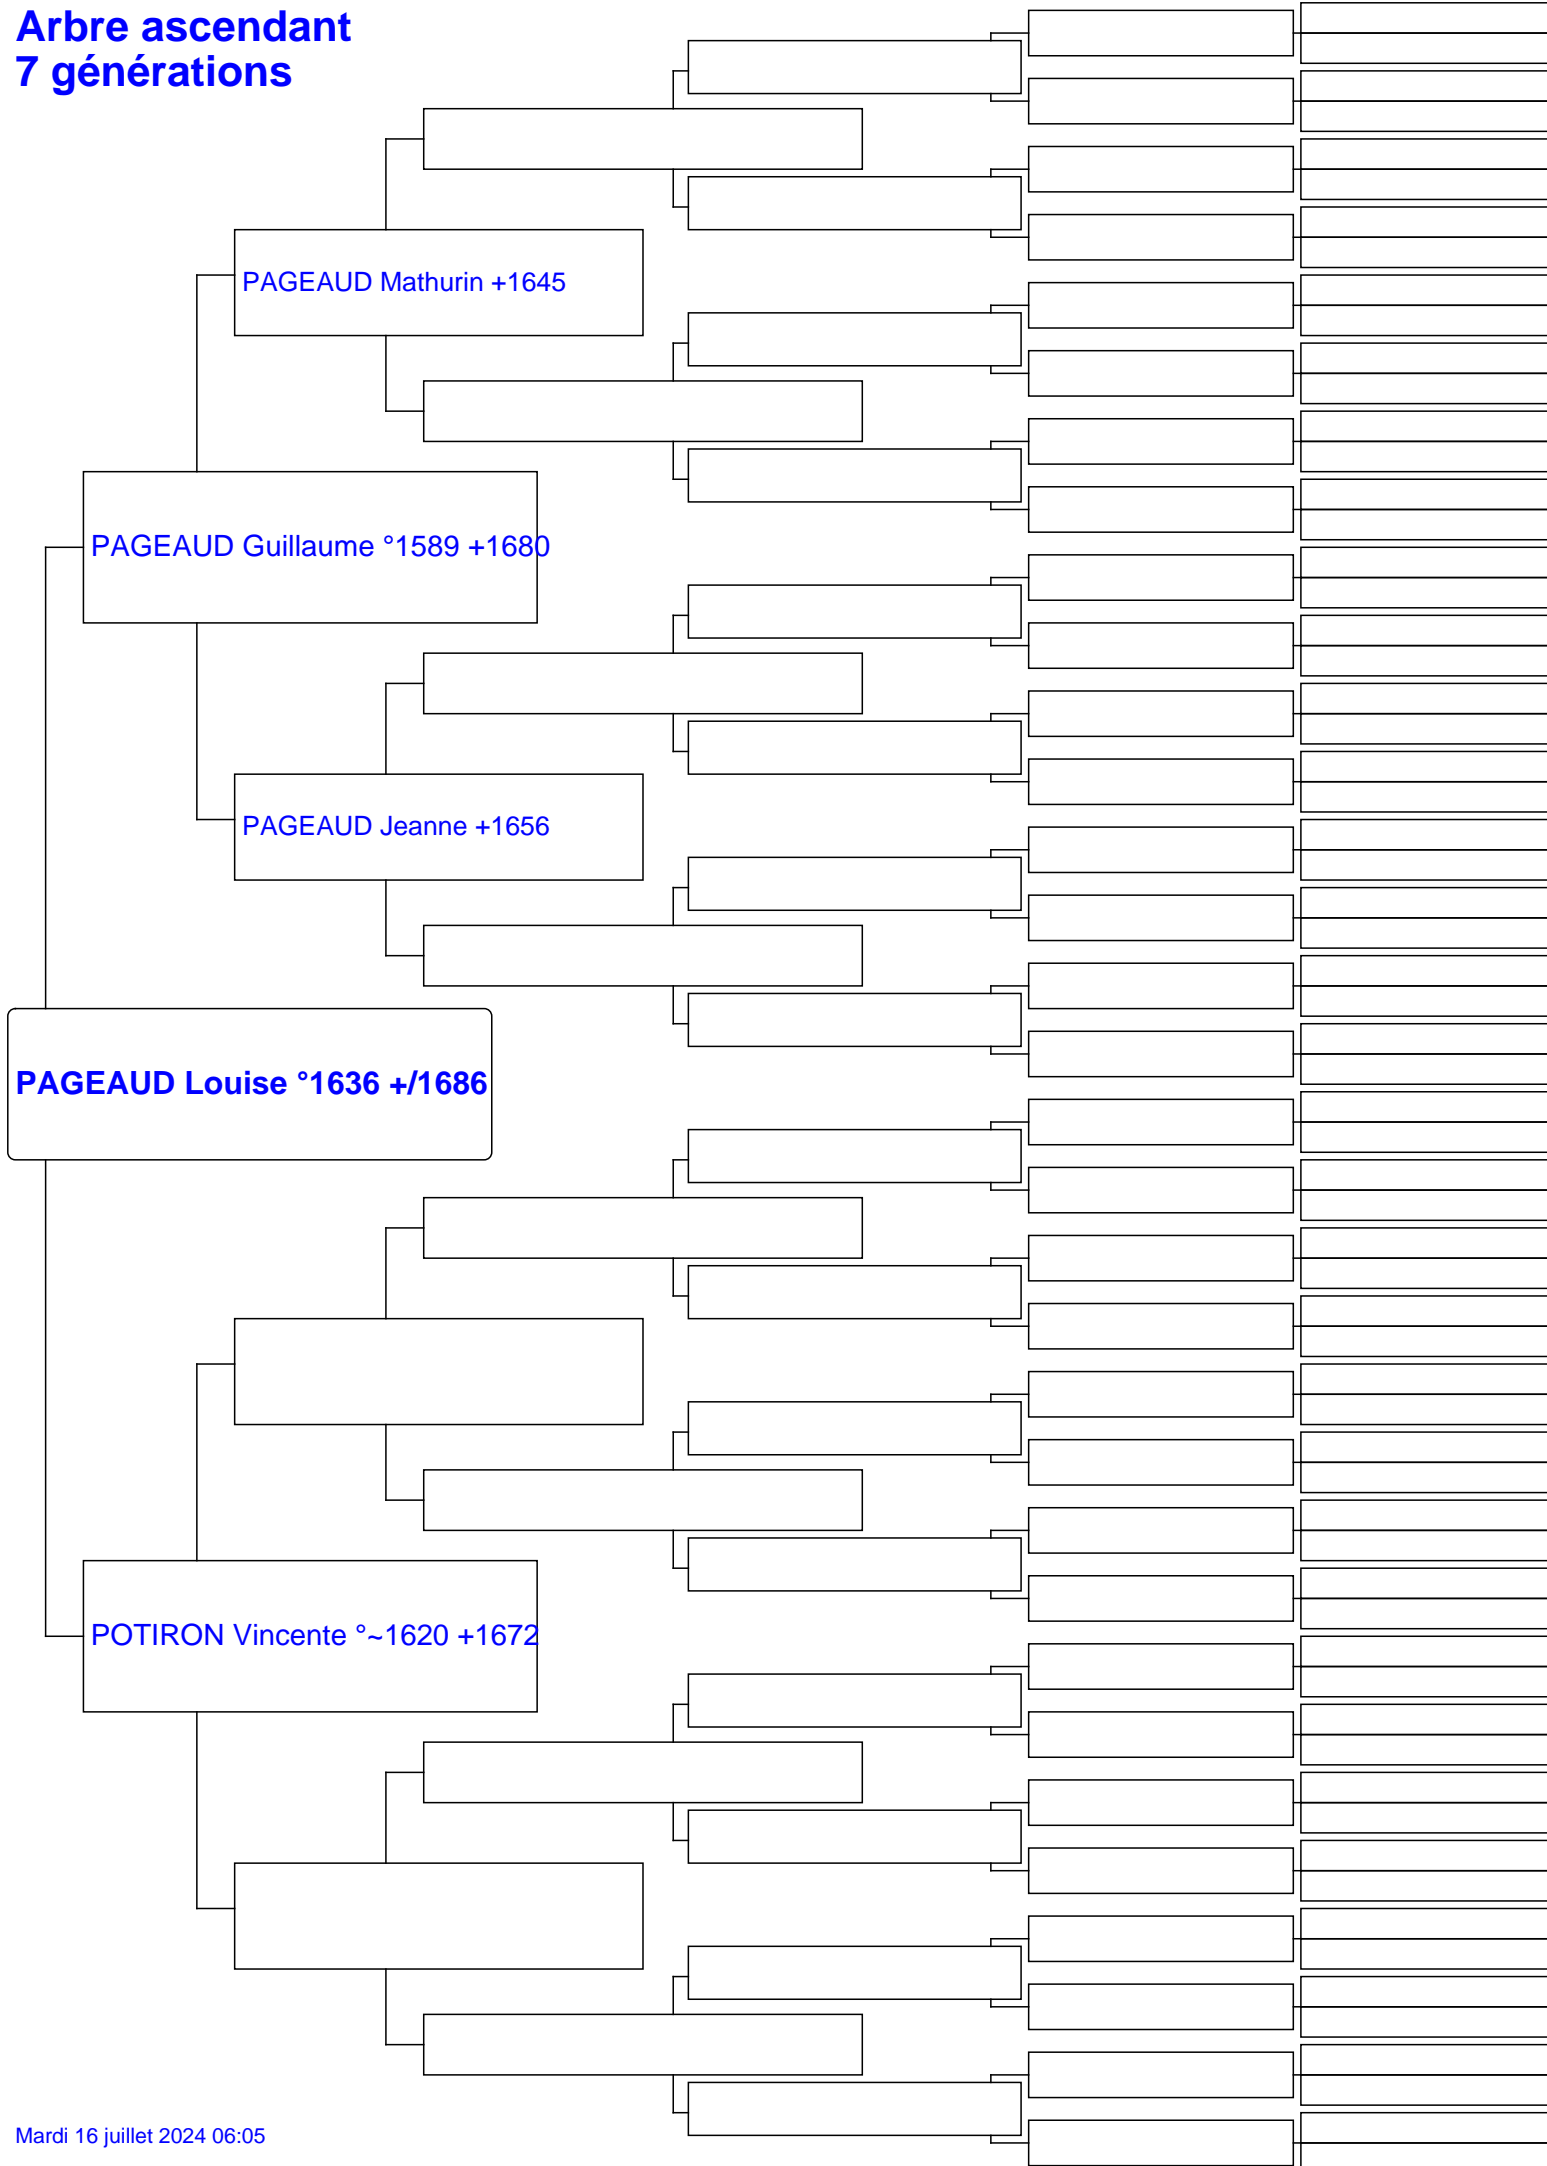 Arbre ascendant
7 générations
PAGEAUD Mathurin +1645
PAGEAUD Guillaume °1589 +1680
PAGEAUD Jeanne +1656
PAGEAUD Louise °1636 +/1686
POTIRON Vincente °~1620 +1672
Mardi 16 juillet 2024 06:05